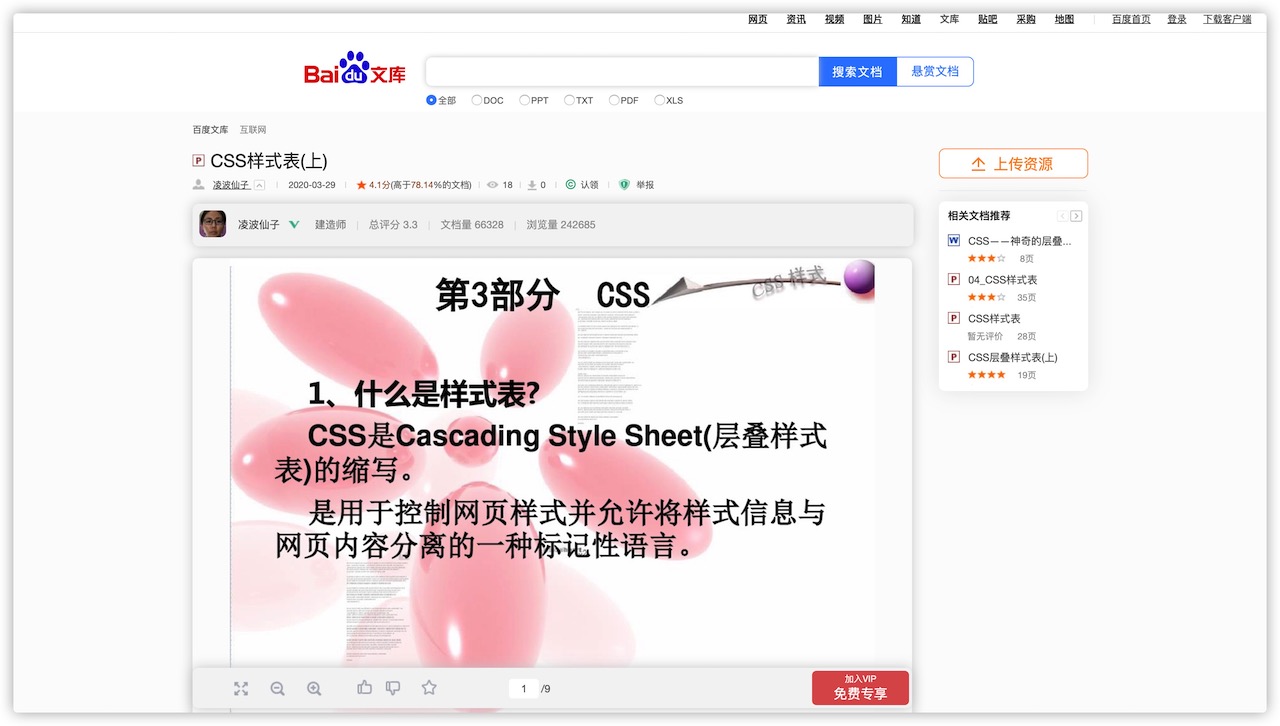 网页 资讯 视频 图片 知道 文库 贴吧 采购 地图 百度首页 登录 下载客户端
Bai du 文库
搜索文档 悬赏文档
全部 DOC PPT TXT PDF XLS
百度文库 互联网
CSS样式表(上)
凌波仙子 2020-03-29 4.1分(高于78.14%的文档) 18 0 认领 举报
上传资源
凌波仙子 建造师 总评分 3.3 文档量 66328 浏览量 242685
相关文档推荐
CSS——神奇的层叠...
8页
04_CSS样式表
35页
CSS样式表
暂无评价 28页
CSS层叠样式表(上)
19页
第3部分 CSS
CSS 样式
1、什么是样式表?
CSS是Cascading Style Sheet(层叠样式
表)的缩写。
是用于控制网页样式并允许将样式信息与
网页内容分离的一种标记性语言。
1 /9
加入VIP
免费专享